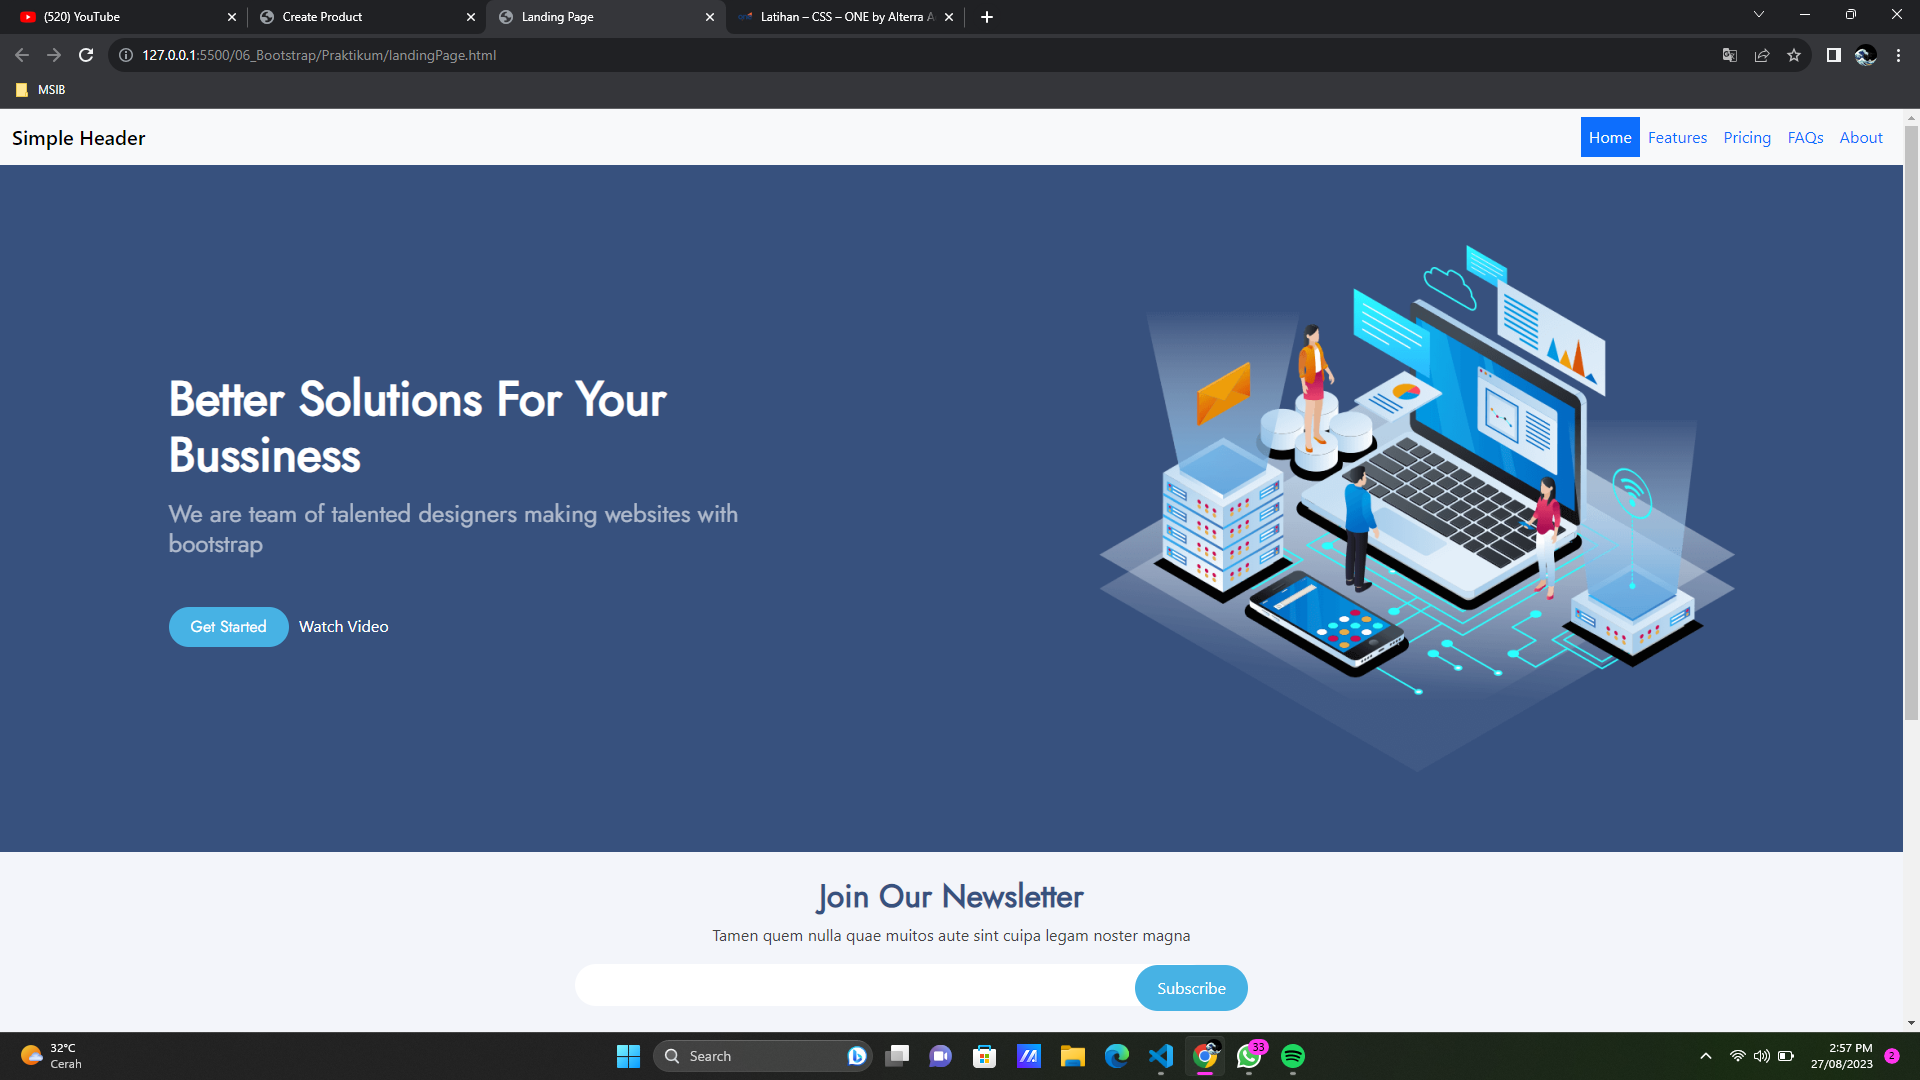 (520) YouTube
Create Product
Landing Page
Latihan – CSS – ONE by Alterra A
127.0.0.1:5500/06_Bootstrap/Praktikum/landingPage.html
MSIB
Simple Header
Home Features Pricing FAQs About
Better Solutions For Your
Bussiness
We are team of talented designers making websites with
bootstrap
Get Started Watch Video
Join Our Newsletter
Tamen quem nulla quae muitos aute sint cuipa legam noster magna
Subscribe
32°C
Cerah
Search
33
2:57 PM
27/08/2023
2